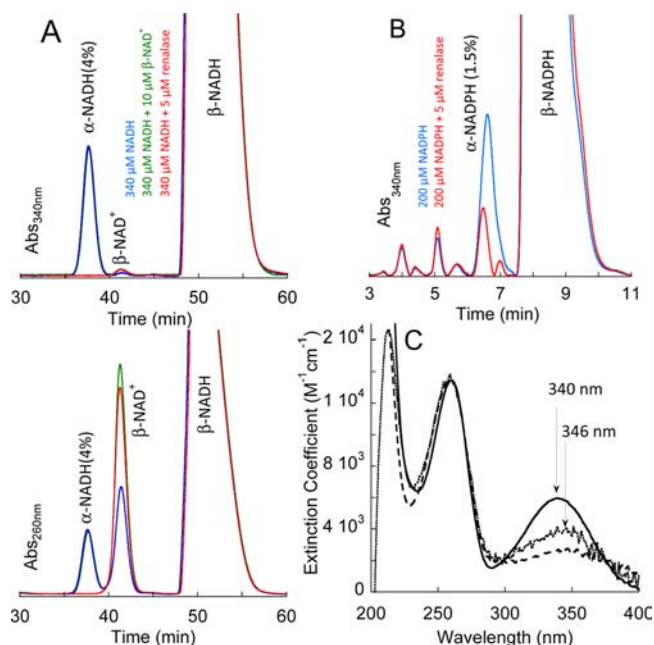 A
α-NADH(4%)
β-NAD⁺
340 μM NADH
340 μM NADH + 10 μM β-NAD⁺
340 μM NADH + 5 μM renalase
β-NADH
Abs340nm
30 40 50 60
Time (min)
B
200 μM NADPH
200 μM NADPH + 5 μM renalase
α-NADPH (1.5%)
β-NADPH
Abs340nm
3 5 7 9 11
Time (min)
α-NADH(4%)
β-NAD⁺
β-NADH
Abs260nm
30 40 50 60
Time (min)
C
340 nm
346 nm
Extinction Coefficient (M⁻¹cm⁻¹)
2 10⁴
1 10⁴
8 10³
4 10³
0
200 250 300 350 400
Wavelength (nm)